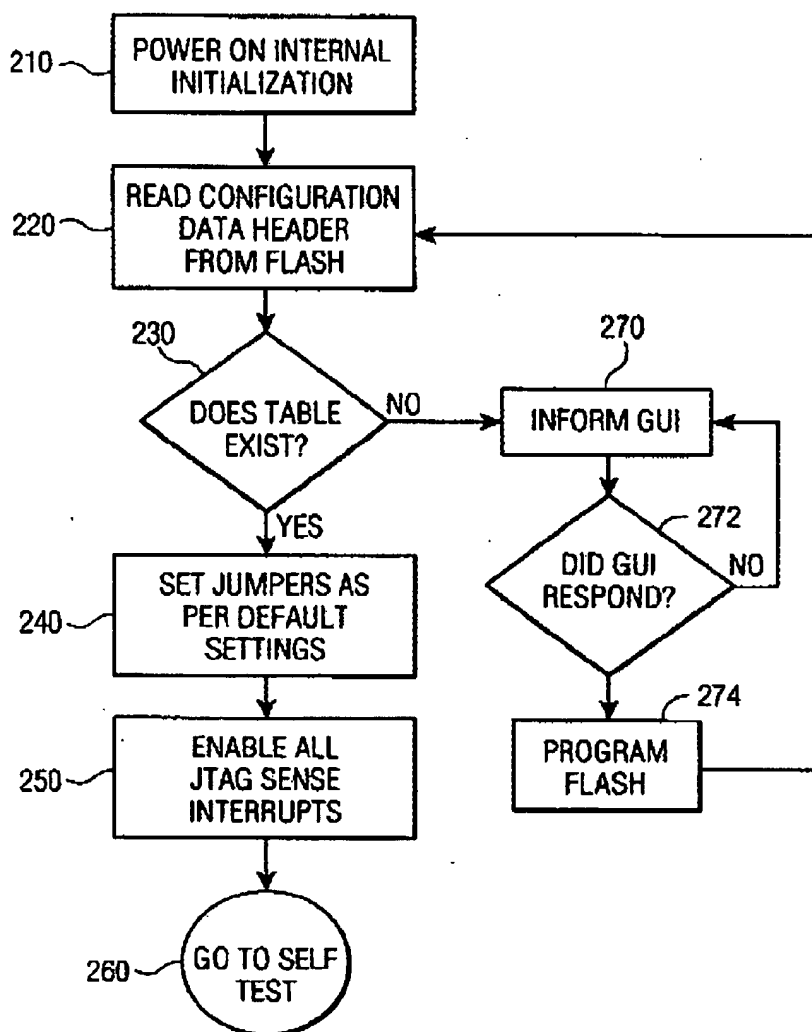 210
POWER ON INTERNAL
INITIALIZATION
220
READ CONFIGURATION
DATA HEADER
FROM FLASH
230
DOES TABLE
EXIST?
NO
YES
270
INFORM GUI
272
DID GUI
RESPOND?
NO
240
SET JUMPERS AS
PER DEFAULT
SETTINGS
274
PROGRAM
FLASH
250
ENABLE ALL
JTAG SENSE
INTERRUPTS
260
GO TO SELF
TEST